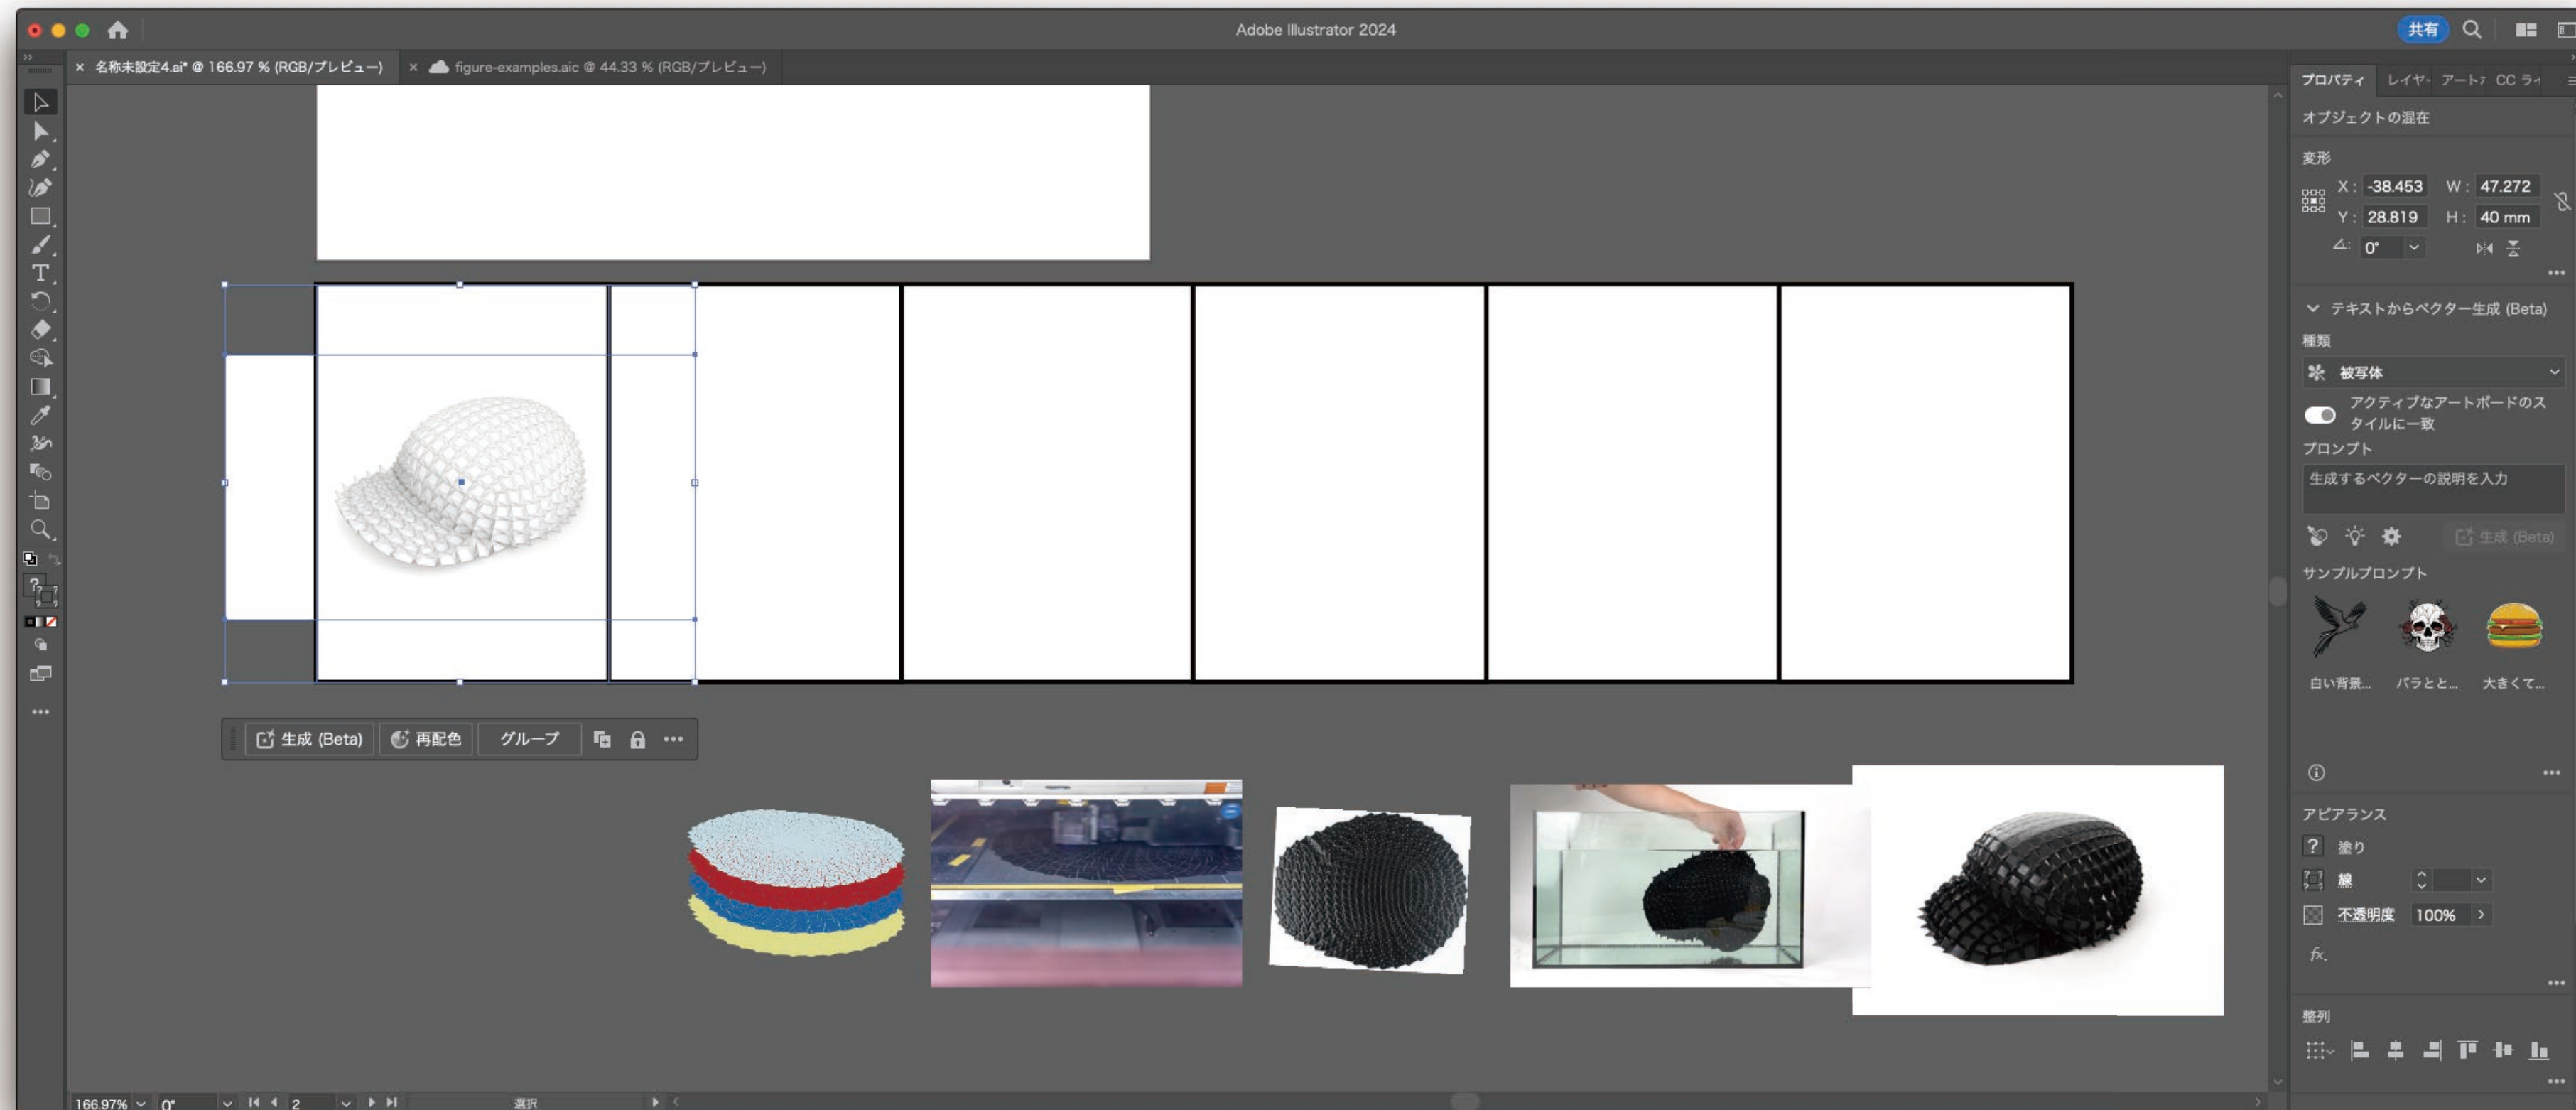 Adobe Illustrator 2024
共有
× 名称未設定4.ai* @ 166.97 % (RGB/プレビュー)
× figure-examples.aic @ 44.33 % (RGB/プレビュー)
プロパティ
レイヤ-
アート
CC ラ
オブジェクトの混在
変形
X : -38.453 W : 47.272
Y : 28.819 H : 40 mm
0°
テキストからベクター生成 (Beta)
種類
被写体
アクティブなアートボードのス
タイルに一致
プロンプト
生成するベクターの説明を入力
生成 (Beta)
サンプルプロンプト
白い背景... バラとと... 大きくて...
生成 (Beta) 再配色 グループ
アピアランス
? 塗り
線
不透明度 100%
fx.
整列
166.97% 0° 2 選択